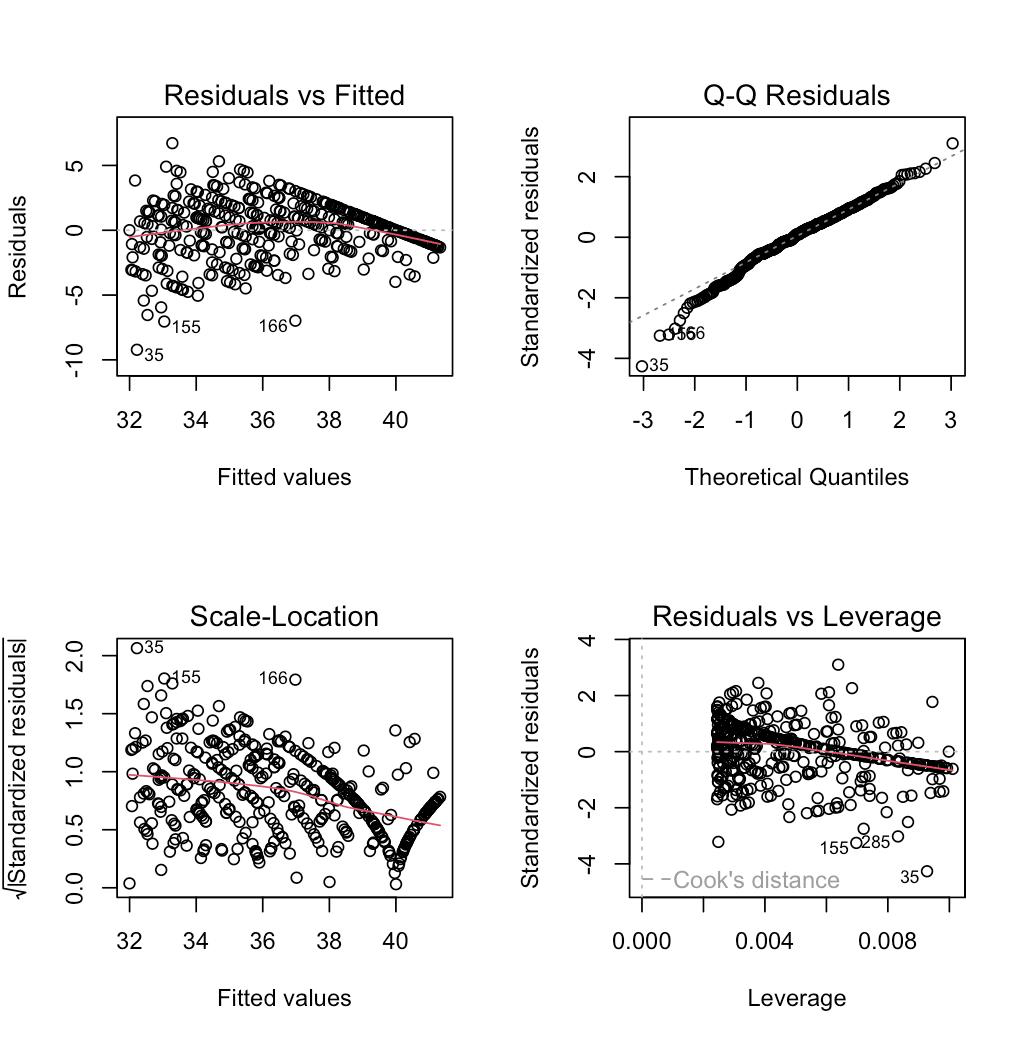 Residuals vs Fitted
Residuals
-10 -5 0 5
155
166
35
32 34 36 38 40
Fitted values
Q-Q Residuals
Standardized residuals
-4 -2 0 2
35
-3 -2 -1 0 1 2 3
Theoretical Quantiles
Scale-Location
√|Standardized residuals|
0.0 0.5 1.0 1.5 2.0
35
155
166
32 34 36 38 40
Fitted values
Residuals vs Leverage
Standardized residuals
-4 -2 0 2 4
155
285
35
Cook's distance
0.000 0.004 0.008
Leverage